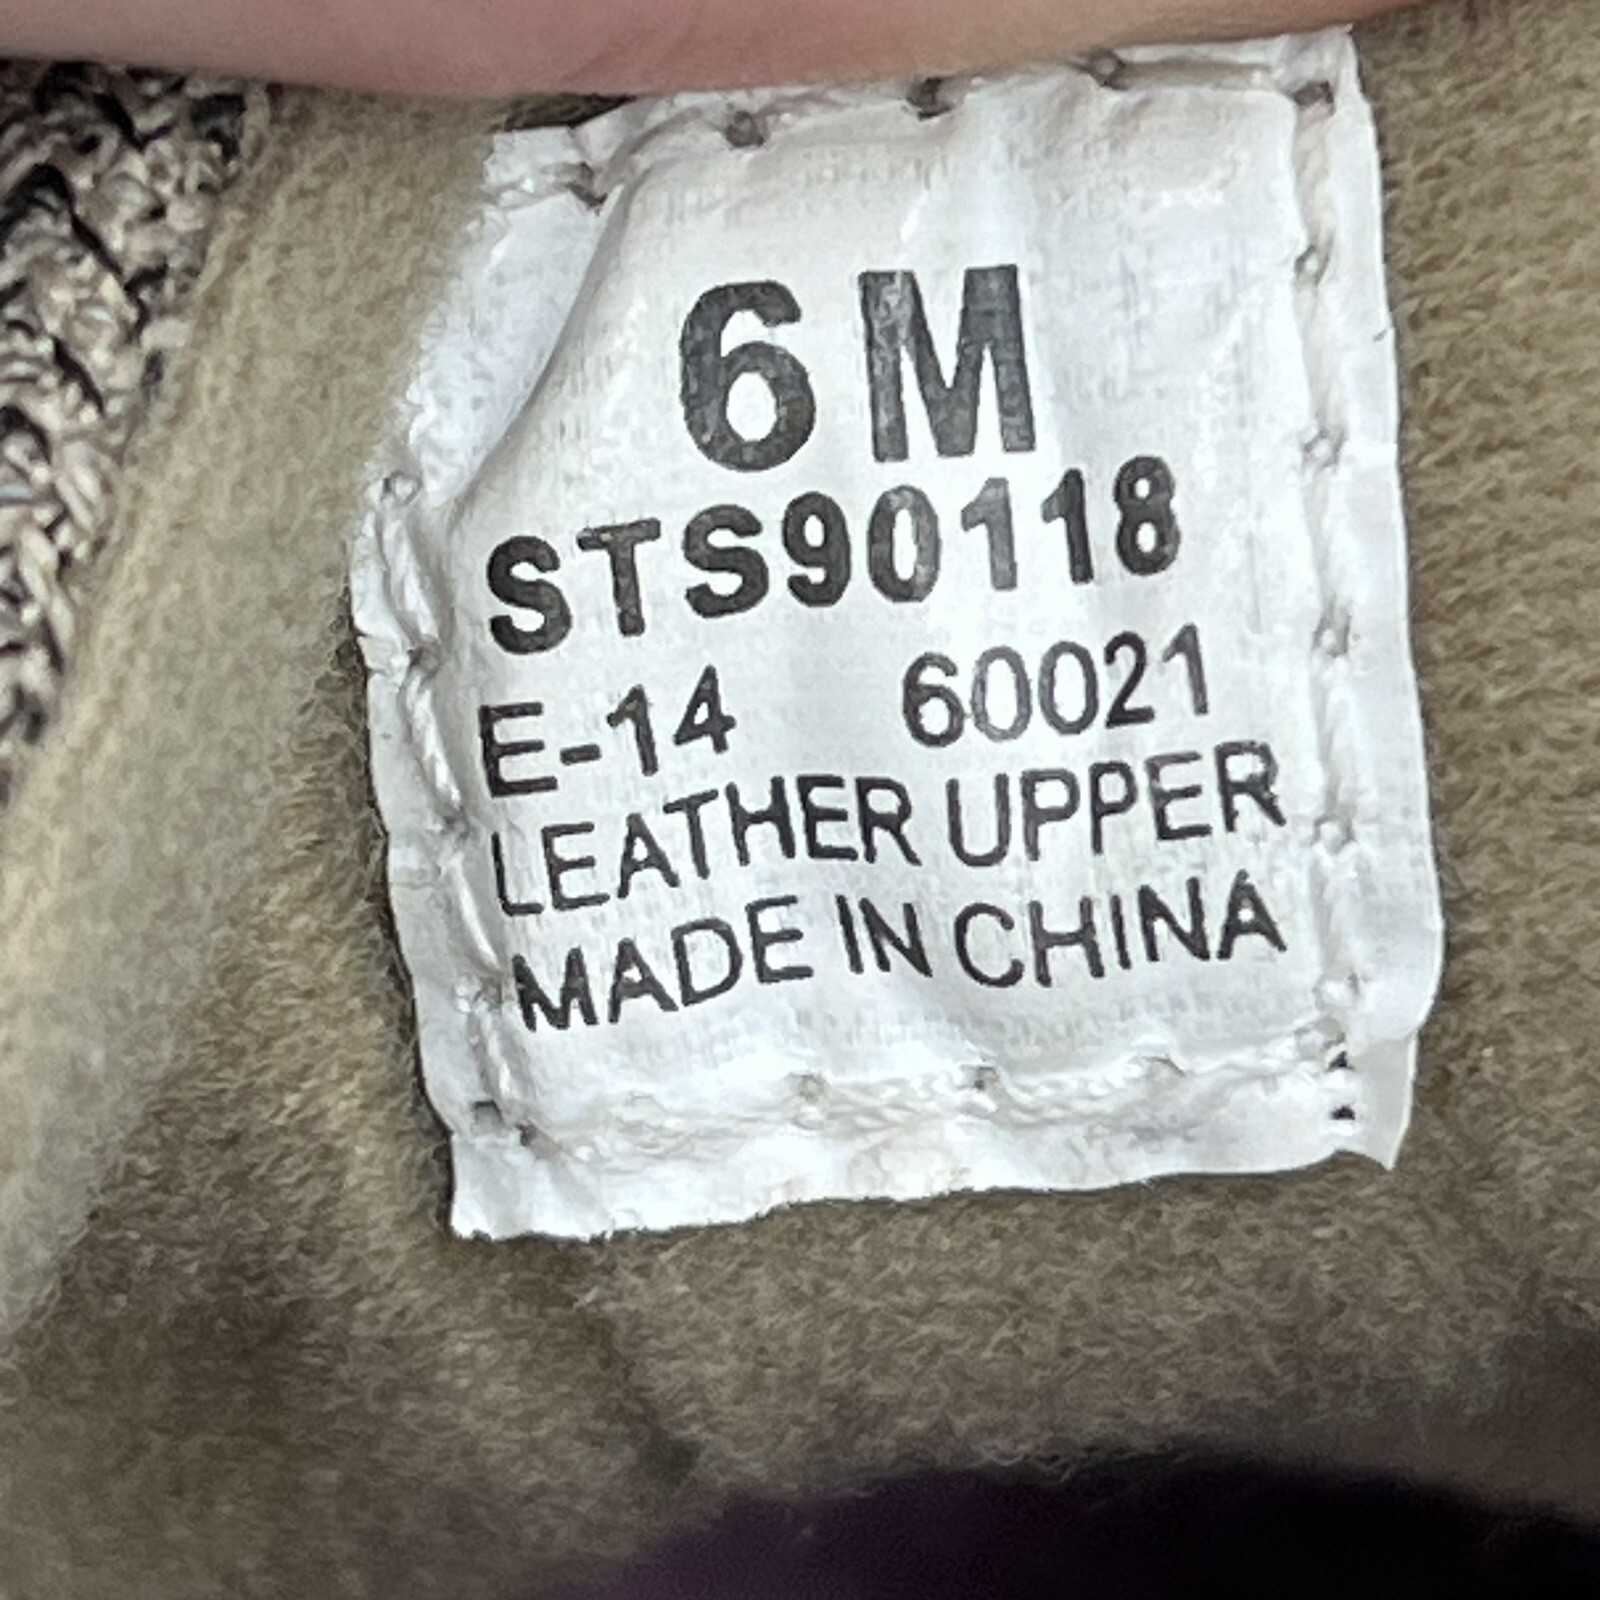 6 M
STS90118
E-14 60021
LEATHER UPPER
MADE IN CHINA